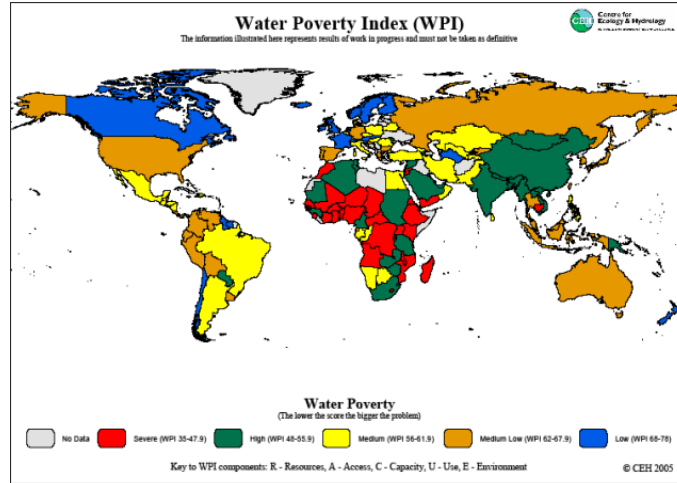 Water Poverty Index (WPI)
The information illustrated here represents results of work in progress and must not be taken as definitive
CEH
Centre for
Ecology & Hydrology
Water Poverty
(The lower the score the bigger the problem)
No Data
Severe (WPI 35-47.9)
High (WPI 48-55.9)
Medium (WPI 56-61.9)
Medium Low (WPI 62-67.9)
Low (WPI 68-78)
Key to WPI components: R - Resources, A - Access, C - Capacity, U - Use, E - Environment
© CEH 2005